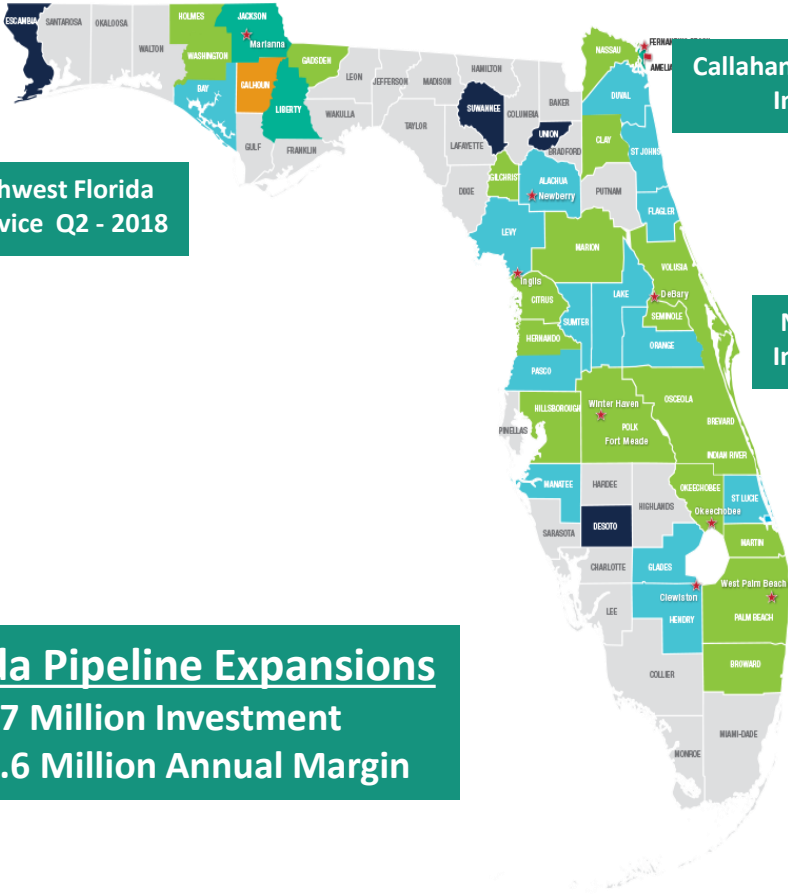 ESCAMBIA
SANTAROSA
OKALOOSA
WALTON
HOLMES
JACKSON
Marianna
WASHINGTON
BAY
CALHOUN
GADSDEN
LIBERTY
GULF
FRANKLIN
LEON
WAKULLA
JEFFERSON
MADISON
TAYLOR
HAMILTON
SUWANNEE
LAFAYETTE
COLUMBIA
BAKER
UNION
BRADFORD
DIXIE
GILCHRIS
ALACHUA
Newberry
NASSAU
AMELIA
DUVAL
CLAY
ST JOHNS
PUTNAM
FLAGLER
Callahan
In
hwest Florida
vice Q2 - 2018
LEVY
MARION
Inglis
CITRUS
VOLUSIA
LAKE
DeBary
SEMINOLE
SUMTER
HERNANDO
ORANGE
N
In
PASCO
HILLSBOROUGH
PINELLAS
Winter Haven
POLK
Fort Meade
OSCEOLA
BREVARD
INDIAN RIVER
MANATEE
HARDEE
HIGHLANDS
OKEECHOBEE
Okeechobee
ST LUCIE
SARASOTA
DESOTO
MARTIN
CHARLOTTE
GLADES
West Palm Beach
Clewiston
LEE
HENDRY
PALM BEACH
COLLIER
BROWARD
MONROE
MIAMI-DADE
da Pipeline Expansions
7 Million Investment
.6 Million Annual Margin